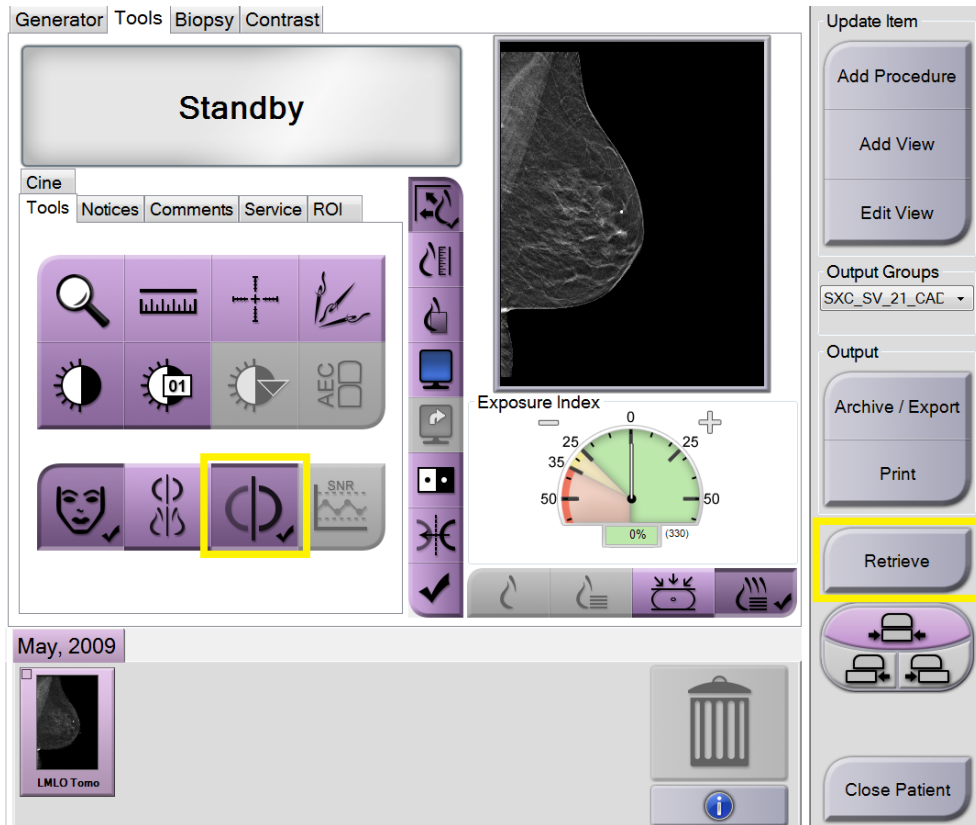 Generator Tools Biopsy Contrast
Standby
Cine
Tools Notices Comments Service ROI
01
AEC
SNR
Exposure Index
0
25
25
35
50
50
0%
(330)
May, 2009
LMLO Tomo
Update Item
Add Procedure
Add View
Edit View
Output Groups
SXC_SV_21_CAD
Output
Archive / Export
Print
Retrieve
Close Patient